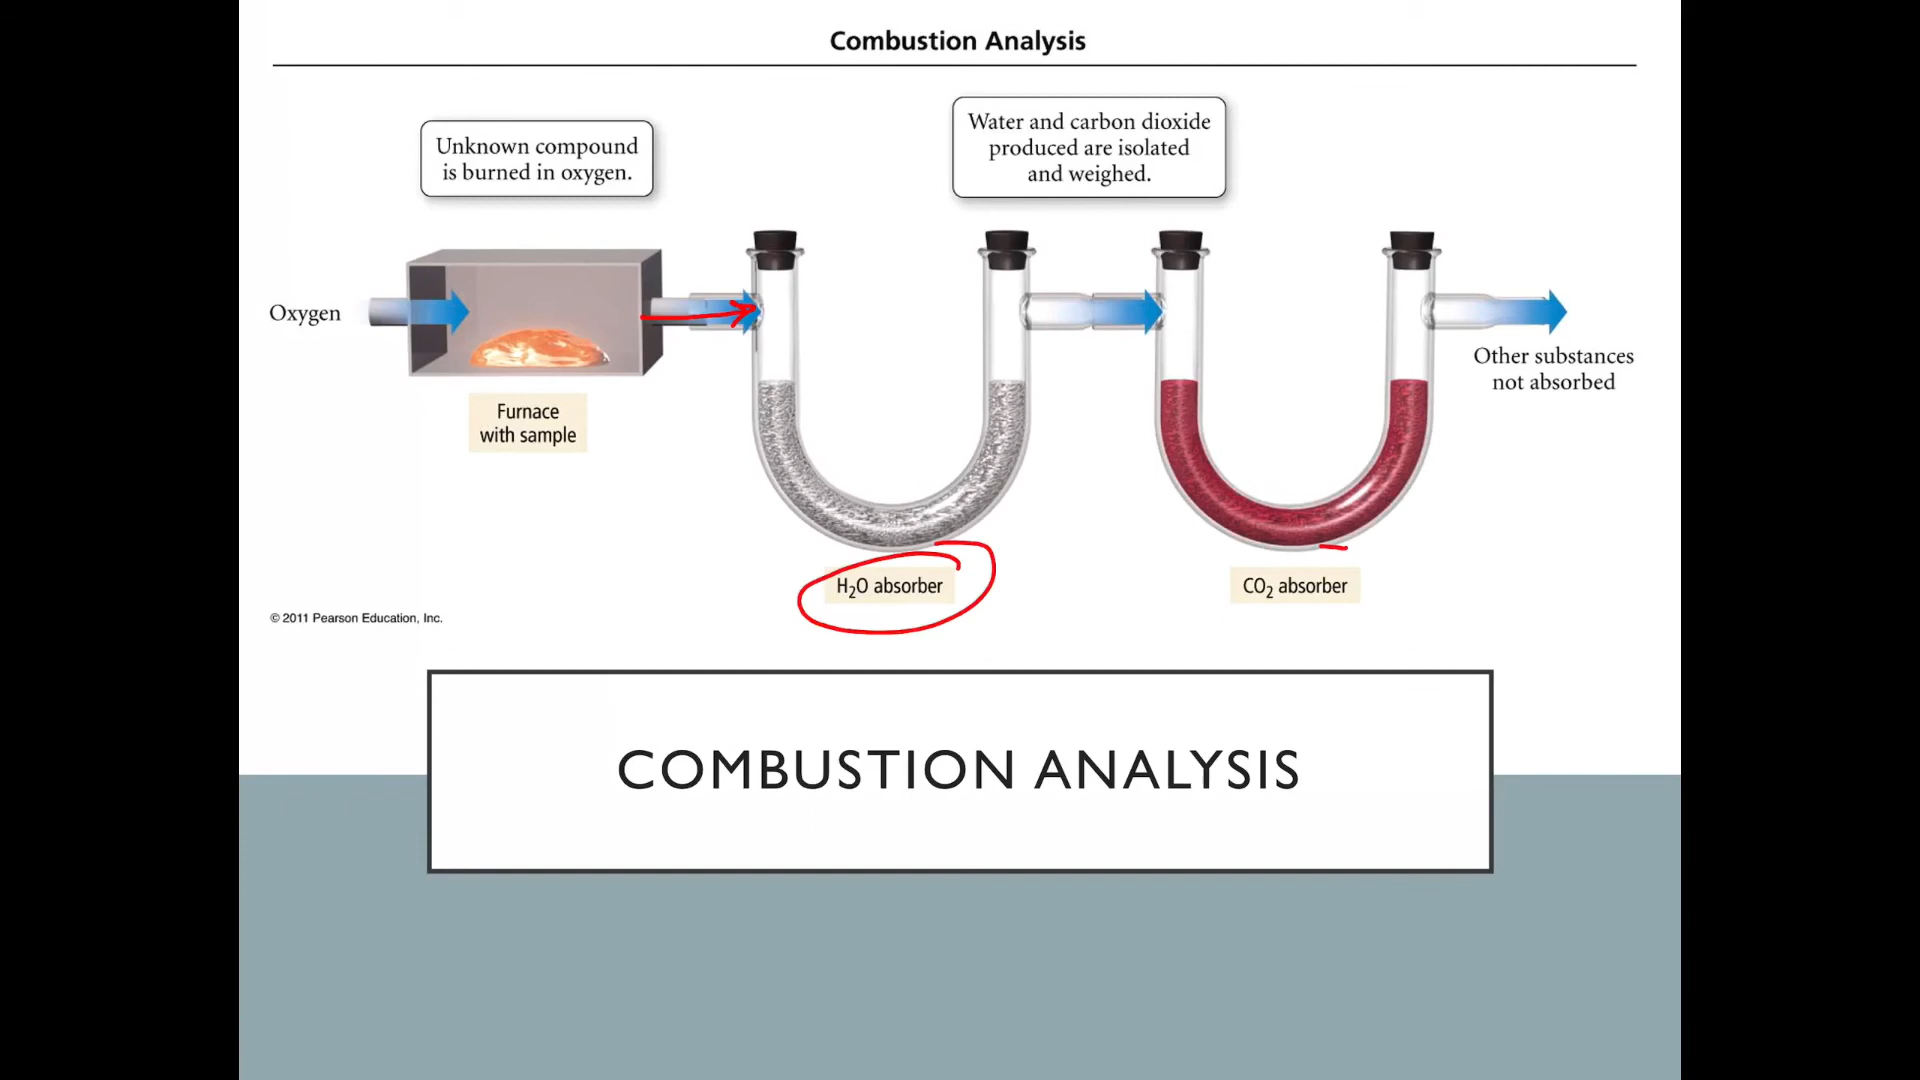 Combustion Analysis
Unknown compound
is burned in oxygen.
Water and carbon dioxide
produced are isolated
and weighed.
Oxygen
Other substances
not absorbed
Furnace
with sample
H₂O absorber
CO₂ absorber
© 2011 Pearson Education, Inc.
COMBUSTION ANALYSIS